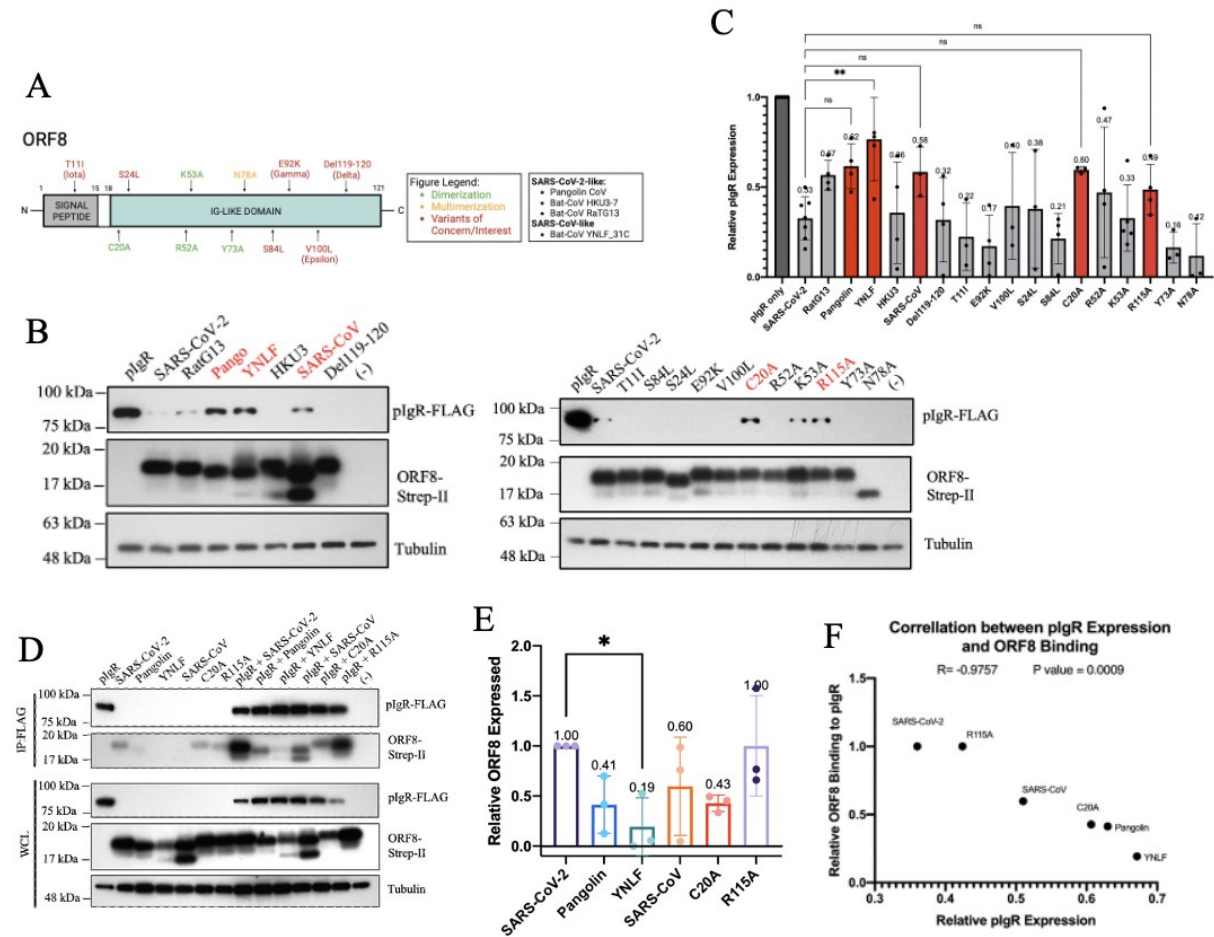 A
ORF8
T11I
(Iota)
S24L
K53A
N78A
E92K
(Gamma)
Del119-120
(Delta)
1
15
18
121
N
SIGNAL
PEPTIDE
IG-LIKE DOMAIN
C
C20A
R52A
Y73A
S84L
V100L
(Epsilon)
Figure Legend:
Dimerization
Multimerization
Variants of
Concern/Interest
SARS-CoV-2-like:
Pangolin CoV
Bat-CoV HKU3-7
Bat-CoV RaTG13
SARS-CoV-like
Bat-CoV YNLF_31C
B
pIgR
SARS-CoV-2
RatG13
Pango
YNLF
HKU3
SARS-CoV
Del119-120
(-)
100 kDa
75 kDa
pIgR-FLAG
20 kDa
17 kDa
ORF8-
Strep-II
63 kDa
48 kDa
Tubulin
pIgR
SARS-CoV-2
T11I
S84L
S24L
E92K
V100L
C20A
R52A
K53A
R115A
Y73A
N78A
(-)
100 kDa
75 kDa
pIgR-FLAG
20 kDa
17 kDa
ORF8-
Strep-II
63 kDa
48 kDa
Tubulin
C
ns
ns
ns
**
ns
Relative pIgR Expression
1.0
0.5
0.0
0.33
0.57
0.62
0.36
0.58
0.32
0.22
0.17
0.40
0.38
0.21
0.60
0.47
0.33
0.49
0.16
0.12
pIgR only
SARS-CoV-2
RatG13
Pangolin
YNLF
HKU3
SARS-CoV
Del119-120
T11I
E92K
V100L
S24L
S84L
C20A
R52A
K53A
R115A
Y73A
N78A
D
pIgR
SARS-CoV-2
Pangolin
YNLF
SARS-CoV
C20A
R115A
pIgR + SARS-CoV-2
pIgR + Pangolin
pIgR + YNLF
pIgR + SARS-CoV
pIgR + C20A
pIgR + R115A
(-)
IP:FLAG
100 kDa
75 kDa
pIgR-FLAG
20 kDa
17 kDa
ORF8-
Strep-II
WCL
100 kDa
75 kDa
pIgR-FLAG
20 kDa
17 kDa
ORF8-
Strep-II
48 kDa
Tubulin
E
Relative ORF8 Expressed
2.0
1.5
1.0
0.5
0.0
*
1.00
0.41
0.19
0.60
0.43
1.00
SARS-CoV-2
Pangolin
YNLF
SARS-CoV
C20A
R115A
F
Correllation between pIgR Expression
and ORF8 Binding
R= -0.9757 P value = 0.0009
Relative ORF8 Binding to pIgR
1.5
1.0
0.5
0.0
SARS-CoV-2
R115A
SARS-CoV
C20A
Pangolin
YNLF
0.3
0.4
0.5
0.6
0.7
Relative pIgR Expression